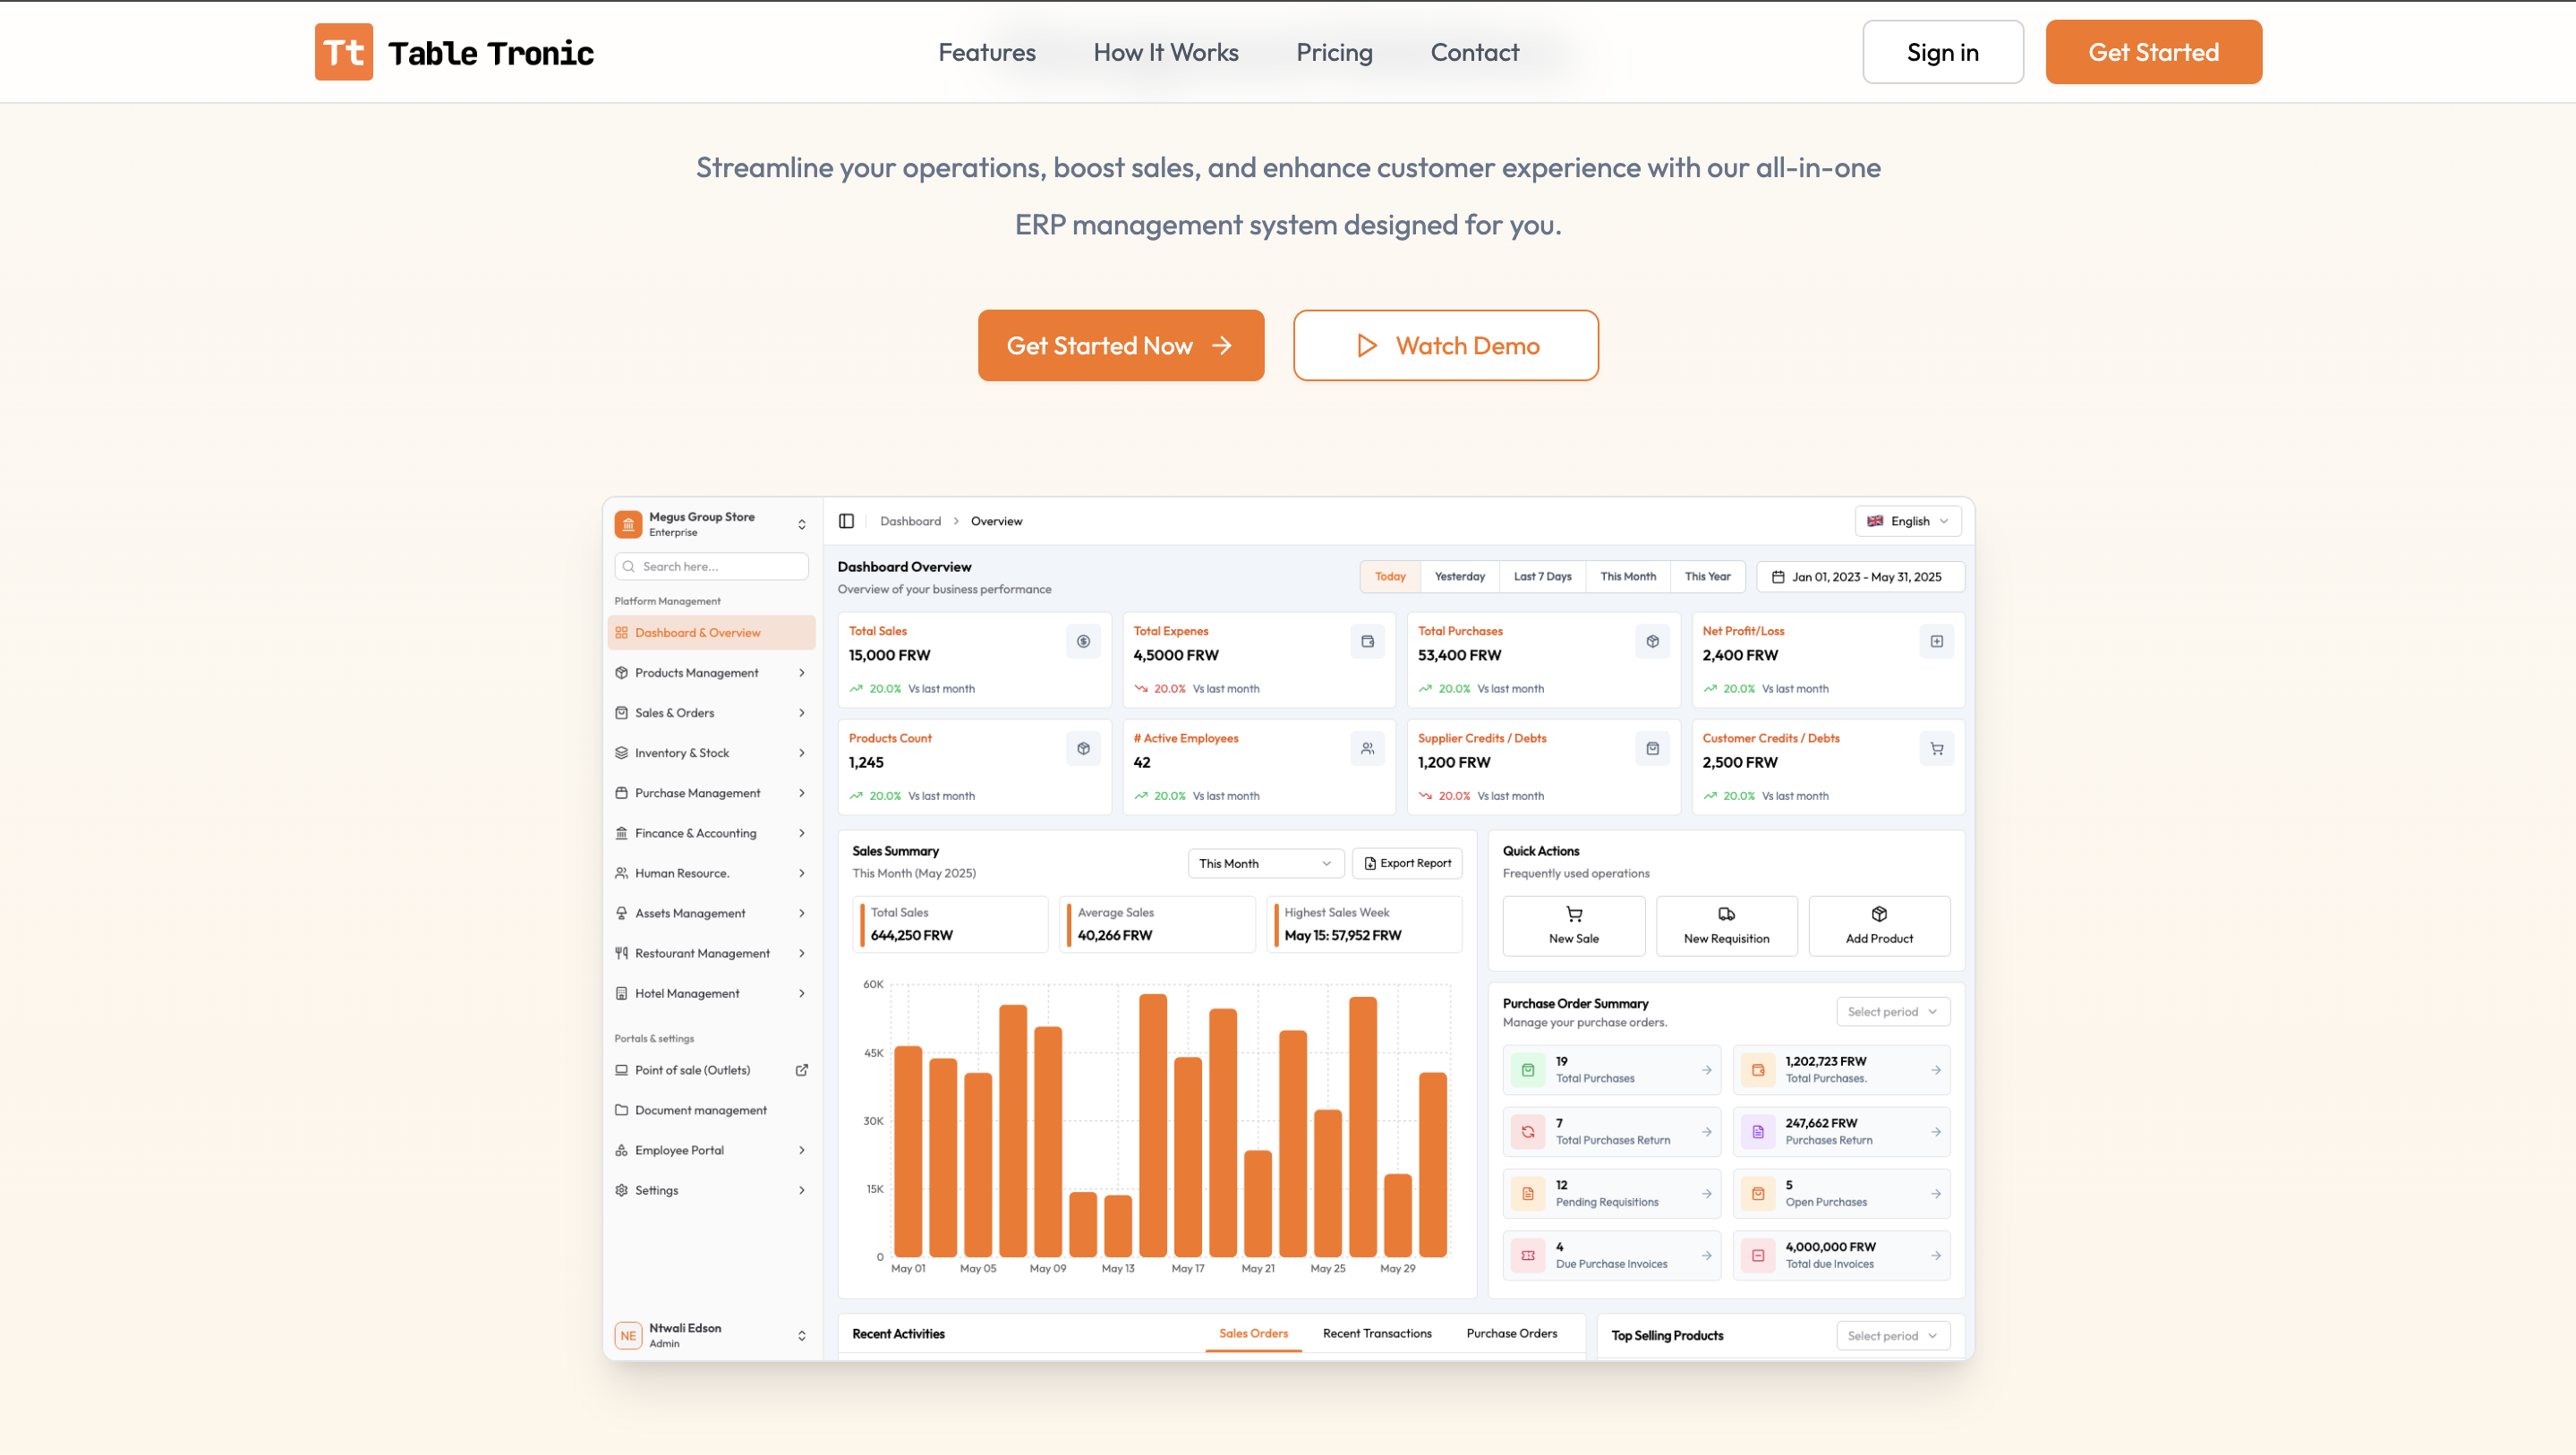 Tt Table Tronic
Features
How It Works
Pricing
Contact
Sign in
Get Started
Streamline your operations, boost sales, and enhance customer experience with our all-in-one
ERP management system designed for you.
Get Started Now
Watch Demo
Megus Group Store
Enterprise
Search here...
Platform Management
Dashboard & Overview
Products Management
Sales & Orders
Inventory & Stock
Purchase Management
Fincance & Accounting
Human Resource.
Assets Management
Restourant Management
Hotel Management
Portals & settings
Point of sale (Outlets)
Document management
Employee Portal
Settings
NE
Ntwali Edson
Admin
Dashboard > Overview
English
Dashboard Overview
Overview of your business performance
Today
Yesterday
Last 7 Days
This Month
This Year
Jan 01, 2023 - May 31, 2025
Total Sales
15,000 FRW
20.0% Vs last month
Total Expenes
4,5000 FRW
20.0% Vs last month
Total Purchases
53,400 FRW
20.0% Vs last month
Net Profit/Loss
2,400 FRW
20.0% Vs last month
Products Count
1,245
20.0% Vs last month
# Active Employees
42
20.0% Vs last month
Supplier Credits / Debts
1,200 FRW
20.0% Vs last month
Customer Credits / Debts
2,500 FRW
20.0% Vs last month
Sales Summary
This Month (May 2025)
This Month
Export Report
Total Sales
644,250 FRW
Average Sales
40,266 FRW
Highest Sales Week
May 15: 57,952 FRW
60K
45K
30K
15K
0
May 01
May 05
May 09
May 13
May 17
May 21
May 25
May 29
Quick Actions
Frequently used operations
New Sale
New Requisition
Add Product
Purchase Order Summary
Manage your purchase orders.
Select period
19
Total Purchases
1,202,723 FRW
Total Purchases.
7
Total Purchases Return
247,662 FRW
Purchases Return
12
Pending Requisitions
5
Open Purchases
4
Due Purchase Invoices
4,000,000 FRW
Total due Invoices
Recent Activities
Sales Orders
Recent Transactions
Purchase Orders
Top Selling Products
Select period